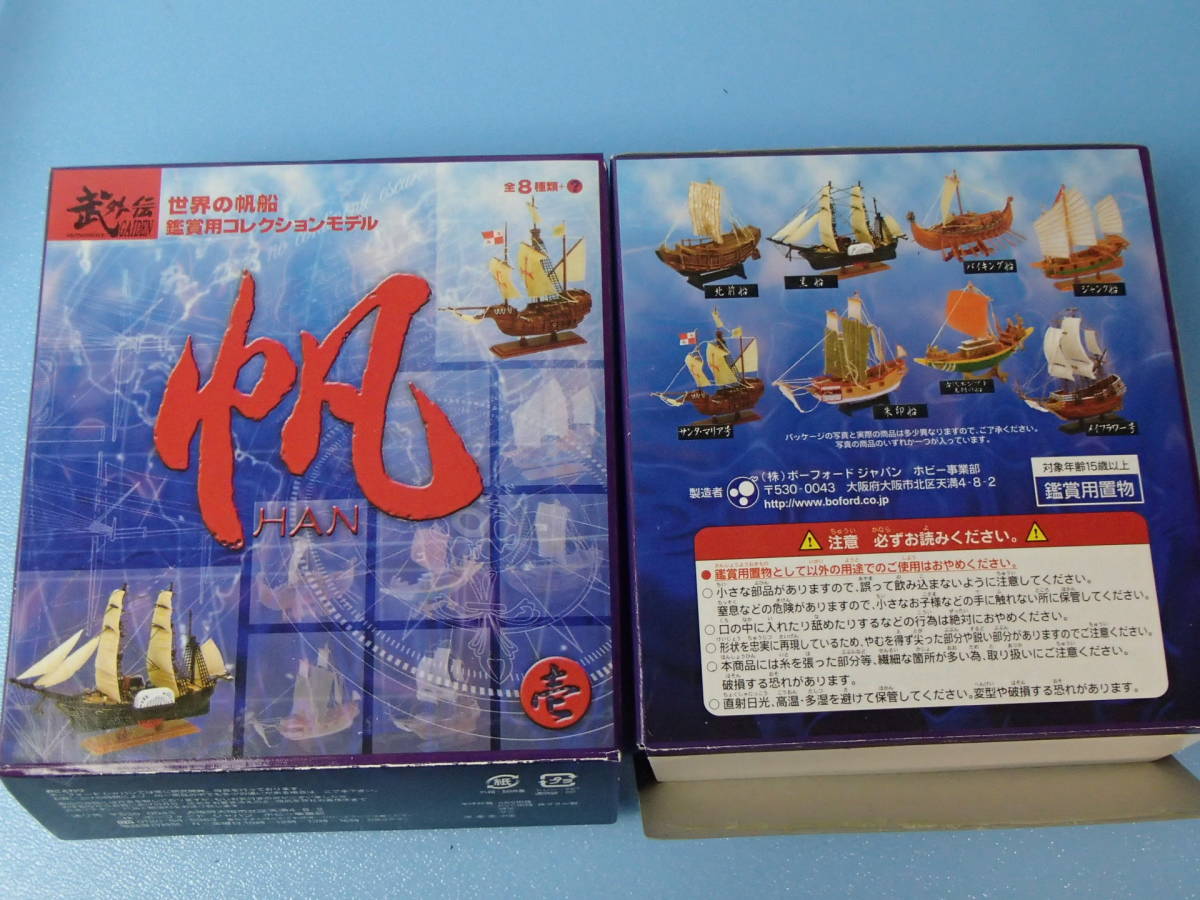 武外伝
GAIDEN
世界の帆船
鑑賞用コレクションモデル
全8種類+?
帆
HAN
壱
紙
北前船
黒船
バイキング船
ジャンク船
サンタ・マリア号
朱印船
メイフラワー号
パッケージの写真と実際の商品は多少異なりますので、ご了承ください。
写真の商品のいずれか一つが入っています。
製造者
(株)ボーフォードジャパン ホビー事業部
〒530-0043 大阪府大阪市北区天満4-8-2
http://www.boford.co.jp
対象年齢15歳以上
鑑賞用置物
注意 必ずお読みください。
●鑑賞用置物として以外の用途でのご使用はおやめください。
○小さな部品がありますので、誤って飲み込まないように注意してください。
窒息などの危険がありますので、小さなお子様などの手に触れない所に保管してください。
○口の中に入れたり舐めたりするなどの行為は絶対におやめください。
○形状を忠実に再現しているため、やむを得ず尖った部分や鋭い部分がありますのでご注意ください。
○本商品には糸を張った部分等、繊細な箇所が多い為、取り扱いにご注意ください。
破損する恐れがあります。
○直射日光、高温・多湿を避けて保管してください。変型や破損する恐れがあります。